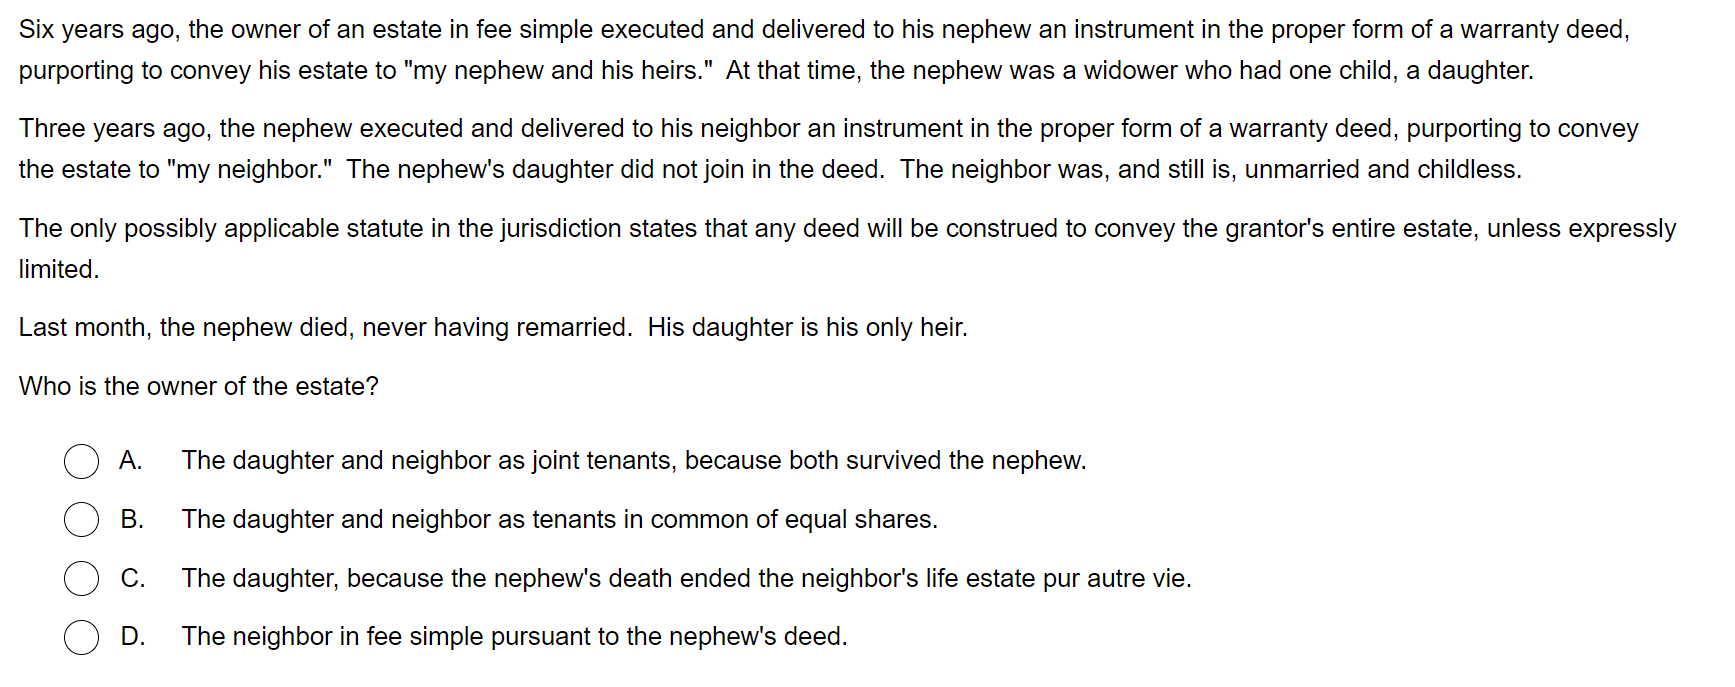 Six years ago, the owner of an estate in fee simple executed and delivered to his nephew an instrument in the proper form of a warranty deed,
purporting to convey his estate to "my nephew and his heirs."  At that time, the nephew was a widower who had one child, a daughter.
Three years ago, the nephew executed and delivered to his neighbor an instrument in the proper form of a warranty deed, purporting to convey
the estate to "my neighbor."  The nephew's daughter did not join in the deed.  The neighbor was, and still is, unmarried and childless.
The only possibly applicable statute in the jurisdiction states that any deed will be construed to convey the grantor's entire estate, unless expressly
limited.
Last month, the nephew died, never having remarried.  His daughter is his only heir.
Who is the owner of the estate?
A. The daughter and neighbor as joint tenants, because both survived the nephew.
B. The daughter and neighbor as tenants in common of equal shares.
C. The daughter, because the nephew's death ended the neighbor's life estate pur autre vie.
D. The neighbor in fee simple pursuant to the nephew's deed.